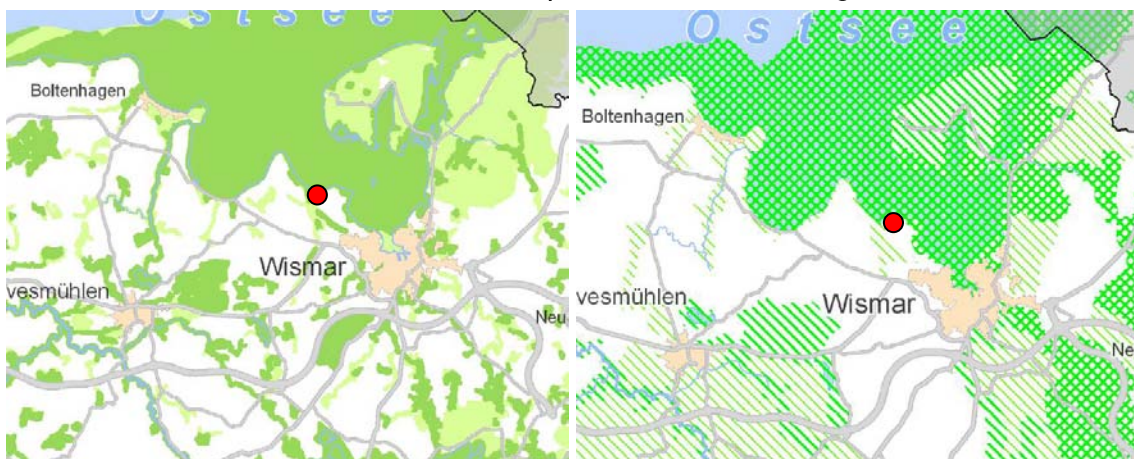 Ostsee
Boltenhagen
Wismar
vesmühlen
Neu
Ostsee
Boltenhagen
vesmühlen
Wismar
Ne